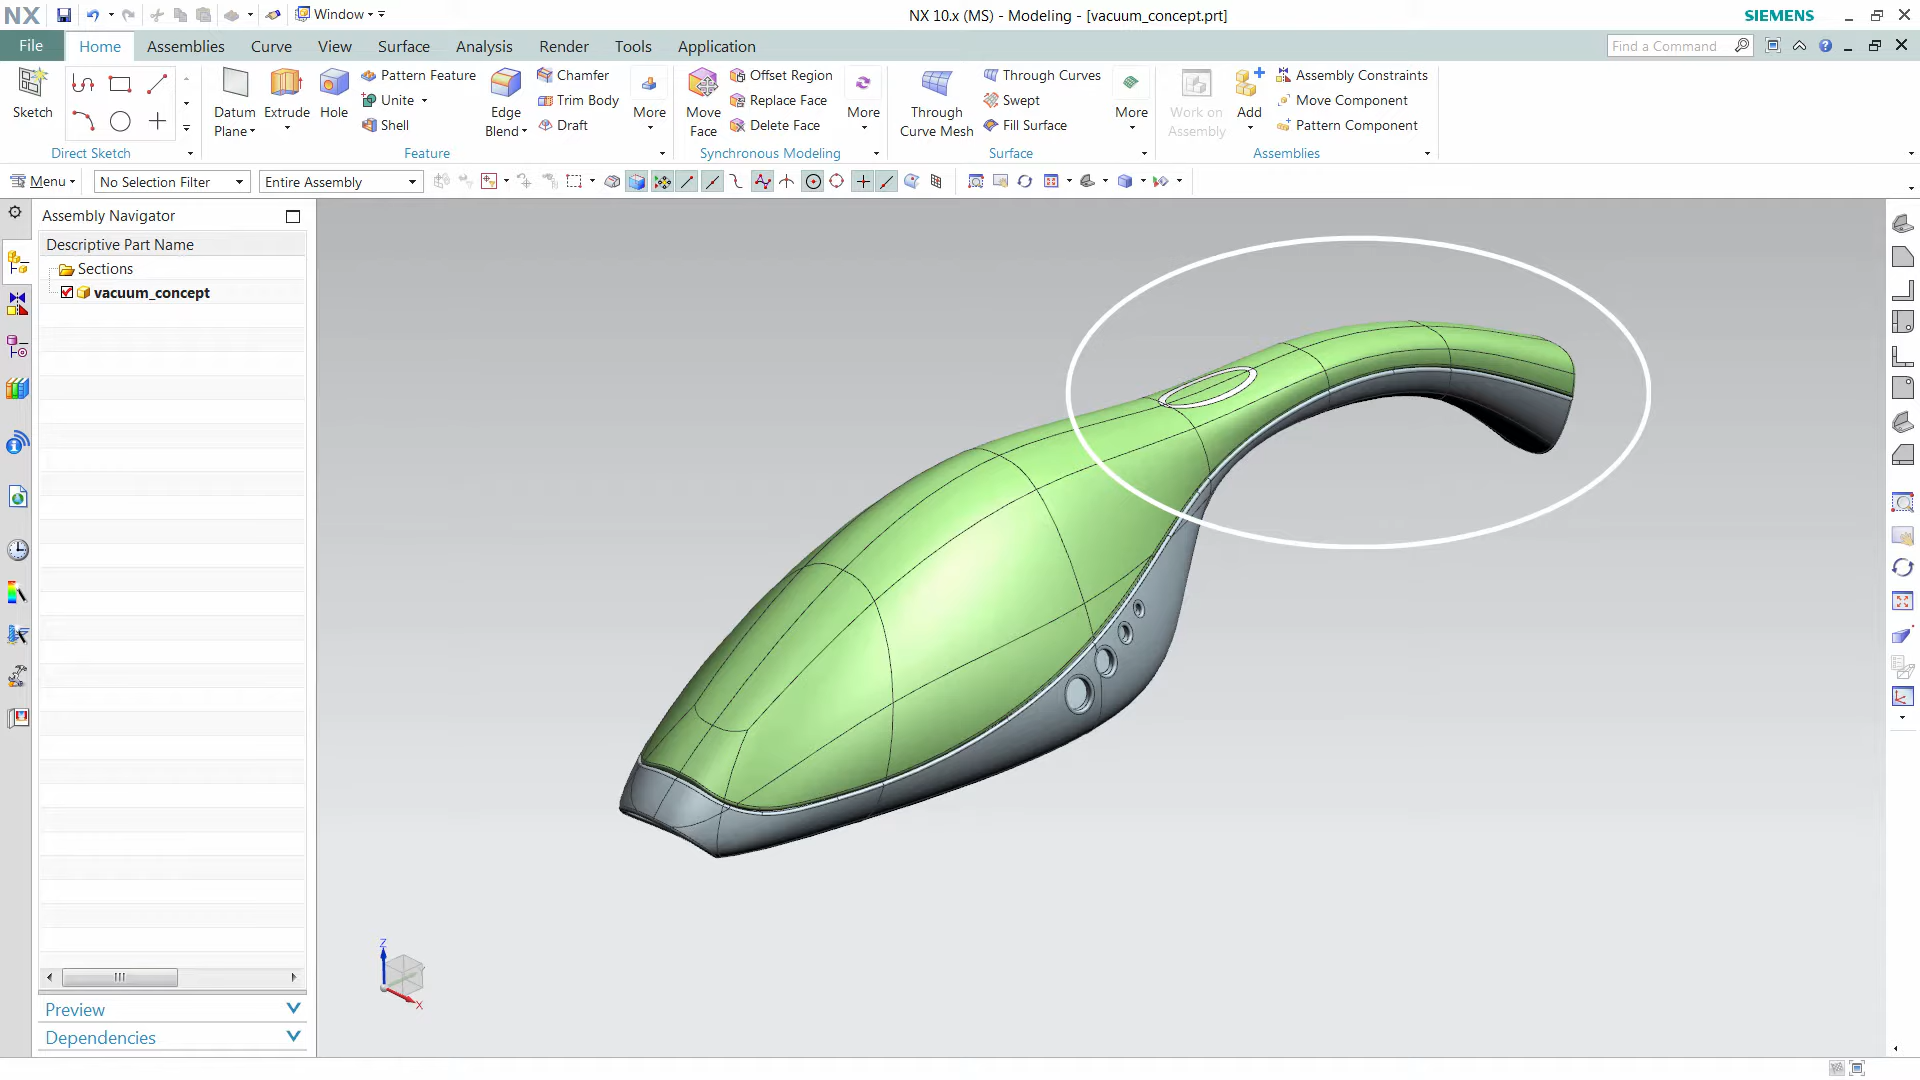 NX Window NX 10.x (MS) - Modeling - [vacuum_concept.prt] SIEMENS
File Home Assemblies Curve View Surface Analysis Render Tools Application Find a Command
Sketch
Direct Sketch
Datum Plane
Extrude
Hole
Pattern Feature
Unite
Shell
Edge Blend
Chamfer
Trim Body
Draft
More
Feature
Move Face
Offset Region
Replace Face
Delete Face
More
Synchronous Modeling
Through Curve Mesh
Through Curves
Swept
Fill Surface
More
Surface
Work on Assembly
Add
Assembly Constraints
Move Component
Pattern Component
Assemblies
Menu No Selection Filter Entire Assembly
Assembly Navigator
Descriptive Part Name
Sections
vacuum_concept
Preview
Dependencies
Z
X